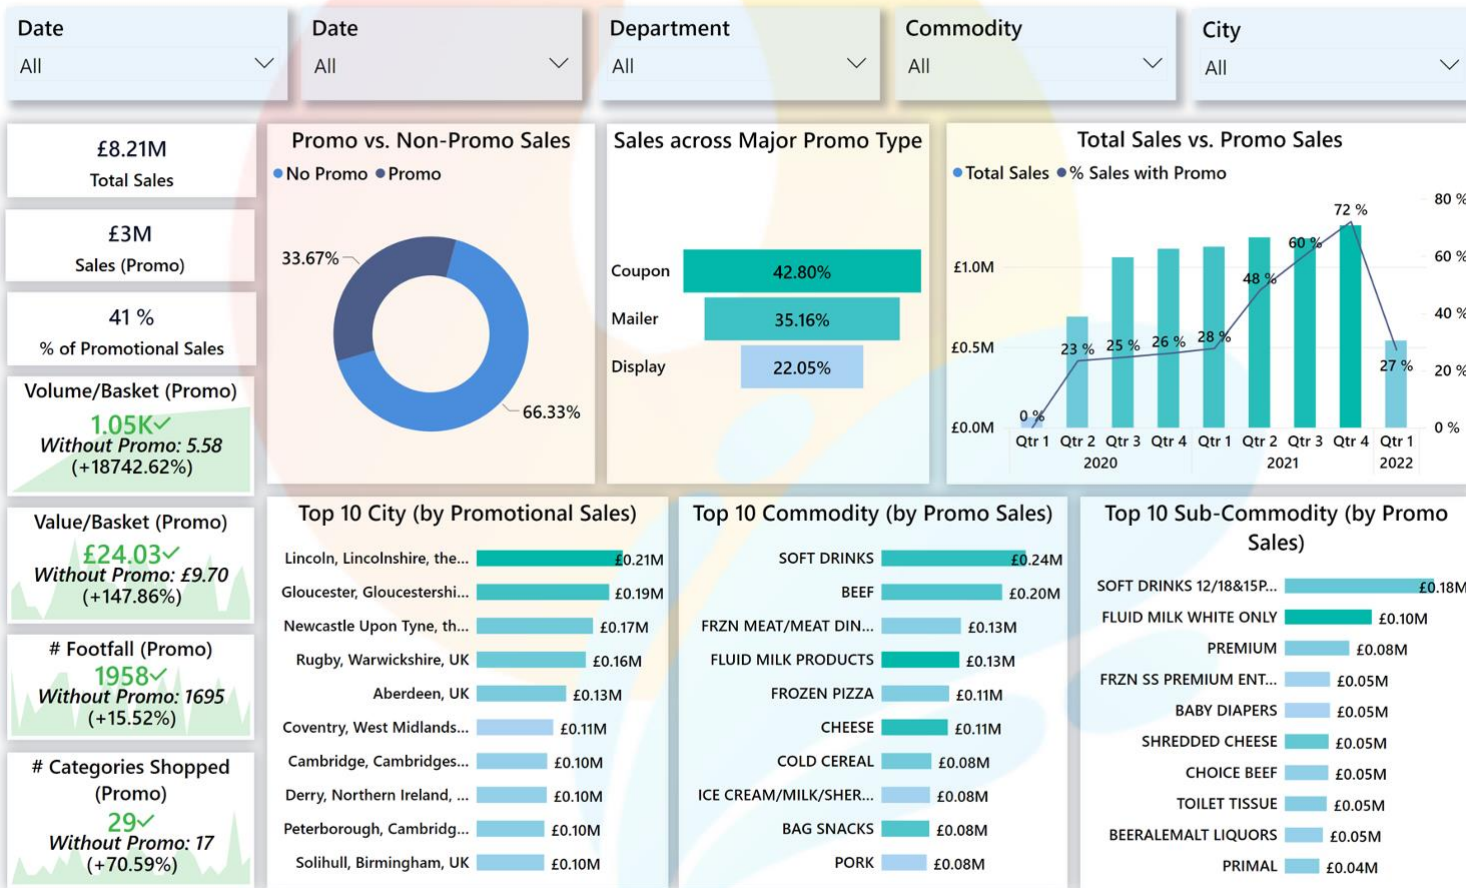 Date
All
Date
All
Department
All
Commodity
All
City
All
£8.21M
Total Sales
£3M
Sales (Promo)
41 %
% of Promotional Sales
Volume/Basket (Promo)
1.05K
Without Promo: 5.58
(+18742.62%)
Value/Basket (Promo)
£24.03
Without Promo: £9.70
(+147.86%)
# Footfall (Promo)
1958
Without Promo: 1695
(+15.52%)
# Categories Shopped
(Promo)
29
Without Promo: 17
(+70.59%)
Promo vs. Non-Promo Sales
No Promo Promo
33.67%
66.33%
Sales across Major Promo Type
Coupon 42.80%
Mailer 35.16%
Display 22.05%
Total Sales vs. Promo Sales
Total Sales % Sales with Promo
80 %
72 %
60 %
60 %
£1.0M
48 %
40 %
£0.5M
23 % 25 % 26 % 28 %
27 %
20 %
0 %
£0.0M
0 %
Qtr 1 Qtr 2 Qtr 3 Qtr 4 Qtr 1 Qtr 2 Qtr 3 Qtr 4 Qtr 1
2020 2021 2022
Top 10 City (by Promotional Sales)
Lincoln, Lincolnshire, the... £0.21M
Gloucester, Gloucestershi... £0.19M
Newcastle Upon Tyne, th... £0.17M
Rugby, Warwickshire, UK £0.16M
Aberdeen, UK £0.13M
Coventry, West Midlands... £0.11M
Cambridge, Cambridges... £0.10M
Derry, Northern Ireland, ... £0.10M
Peterborough, Cambridg... £0.10M
Solihull, Birmingham, UK £0.10M
Top 10 Commodity (by Promo Sales)
SOFT DRINKS £0.24M
BEEF £0.20M
FRZN MEAT/MEAT DIN... £0.13M
FLUID MILK PRODUCTS £0.13M
FROZEN PIZZA £0.11M
CHEESE £0.11M
COLD CEREAL £0.08M
ICE CREAM/MILK/SHER... £0.08M
BAG SNACKS £0.08M
PORK £0.08M
Top 10 Sub-Commodity (by Promo
Sales)
SOFT DRINKS 12/18&15P... £0.18M
FLUID MILK WHITE ONLY £0.10M
PREMIUM £0.08M
FRZN SS PREMIUM ENT... £0.05M
BABY DIAPERS £0.05M
SHREDDED CHEESE £0.05M
CHOICE BEEF £0.05M
TOILET TISSUE £0.05M
BEERALEMALT LIQUORS £0.05M
PRIMAL £0.04M